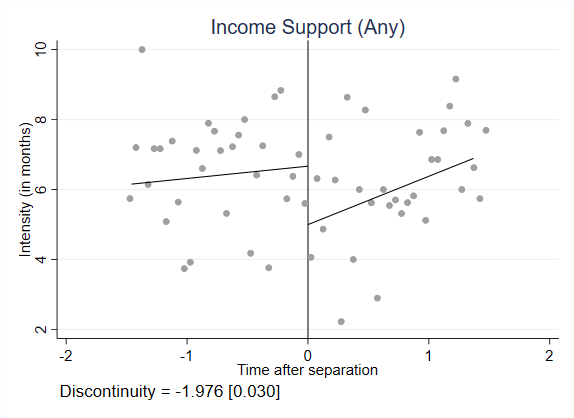 Income Support (Any)
Intensity (in months)
10
8
6
4
2
-2
-1
0
1
2
Time after separation
Discontinuity = -1.976 [0.030]